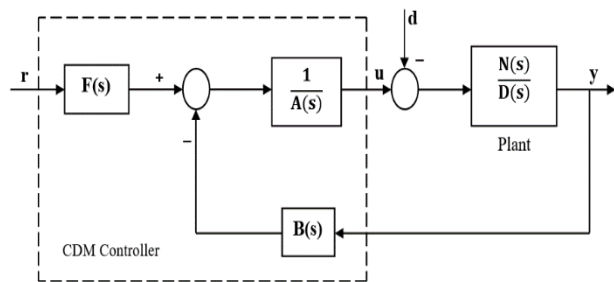 d
r
F(s)
+
−
1
A(s)
u
−
N(s)
D(s)
y
Plant
B(s)
CDM Controller